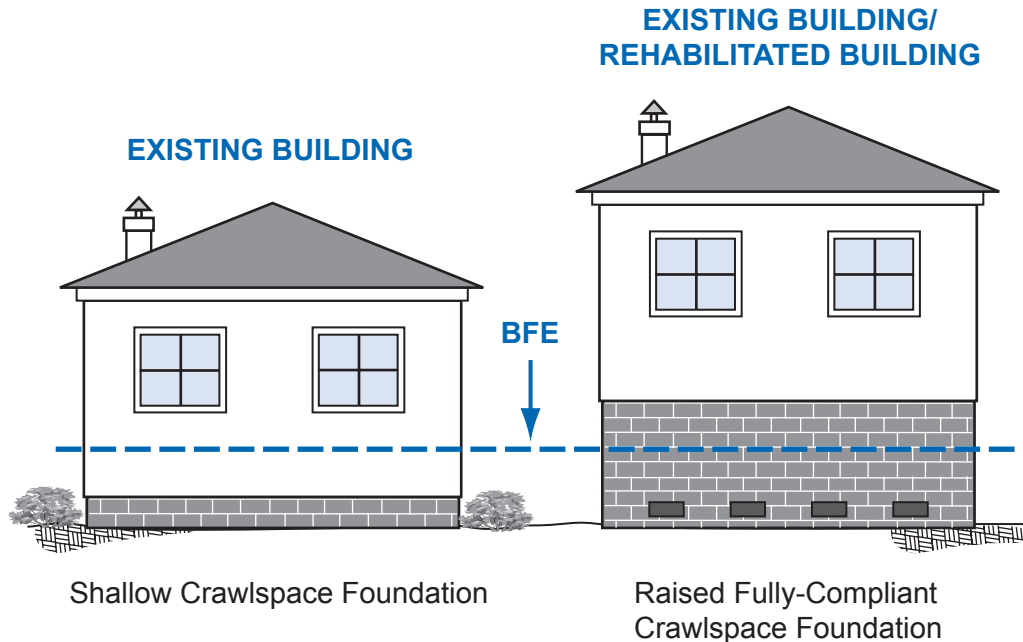 EXISTING BUILDING
EXISTING BUILDING/
REHABILITATED BUILDING
BFE
Shallow Crawlspace Foundation
Raised Fully-Compliant
Crawlspace Foundation